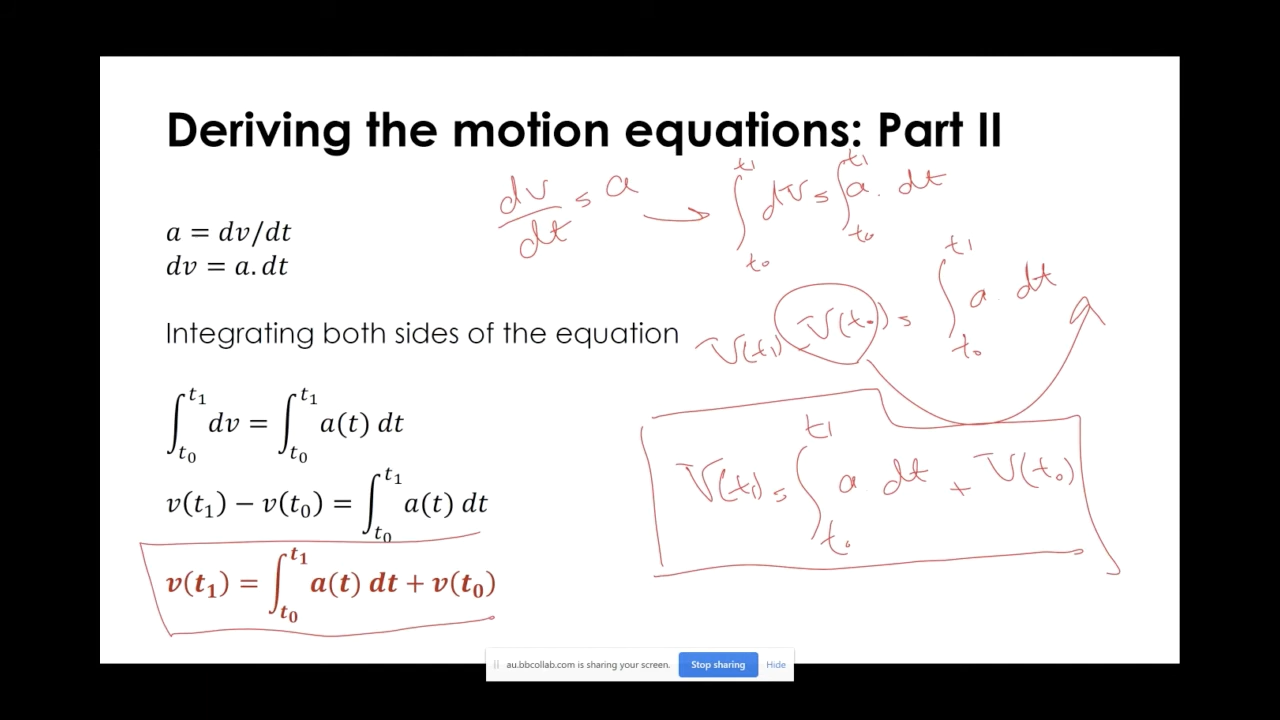 Deriving the motion equations: Part II
dv/dt = a → ∫_{t0}^{t1} dv = ∫_{t0}^{t1} a. dt
a = dv/dt
dv = a.dt
Integrating both sides of the equation
v(t1) - v(t0) = ∫_{t0}^{t1} a. dt
∫_{t₀}^{t₁} dv = ∫_{t₀}^{t₁} a(t) dt
v(t₁) − v(t₀) = ∫_{t₀}^{t₁} a(t) dt
v(t1) = ∫_{t0}^{t1} a dt + v(t0)
v(t₁) = ∫_{t₀}^{t₁} a(t) dt + v(t₀)
au.bbcollab.com is sharing your screen. Stop sharing Hide